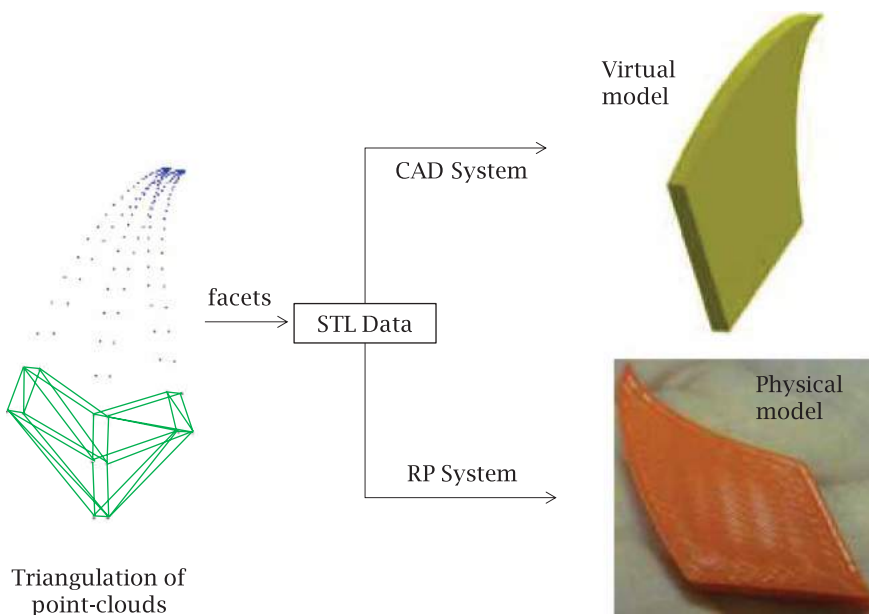 Virtual
model
CAD System
facets
STL Data
Physical
model
RP System
Triangulation of
point-clouds